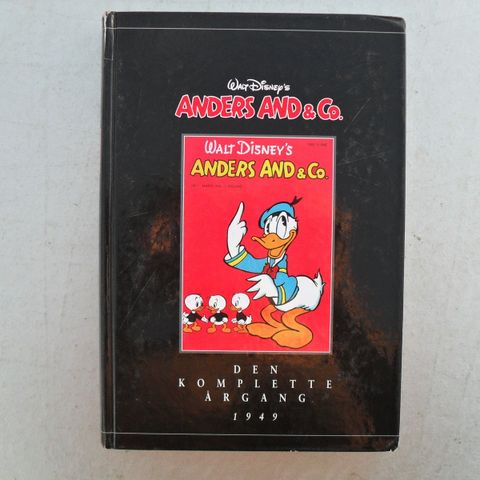 WALT DISNEY'S
ANDERS AND & Co.
WALT DISNEY'S
ANDERS AND & Co.
DEN
KOMPLETTE
ÅRGANG
1949